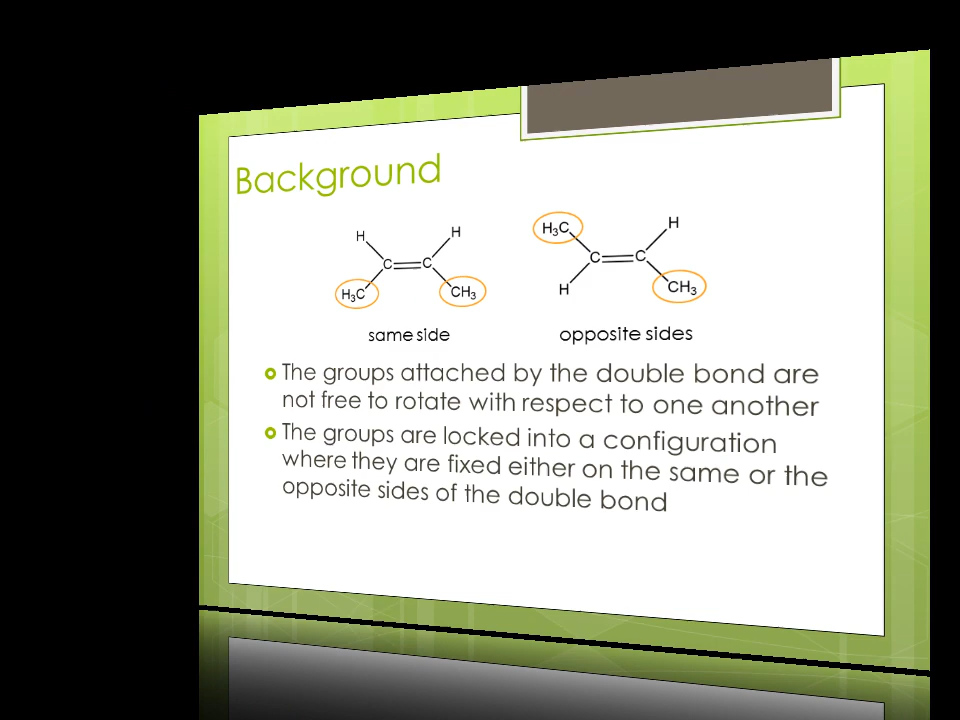 Background
H H
C C
H₃C CH₃
same side
H₃C H
C C
H CH₃
opposite sides
The groups attached by the double bond are
not free to rotate with respect to one another
The groups are locked into a configuration
where they are fixed either on the same or the
opposite sides of the double bond